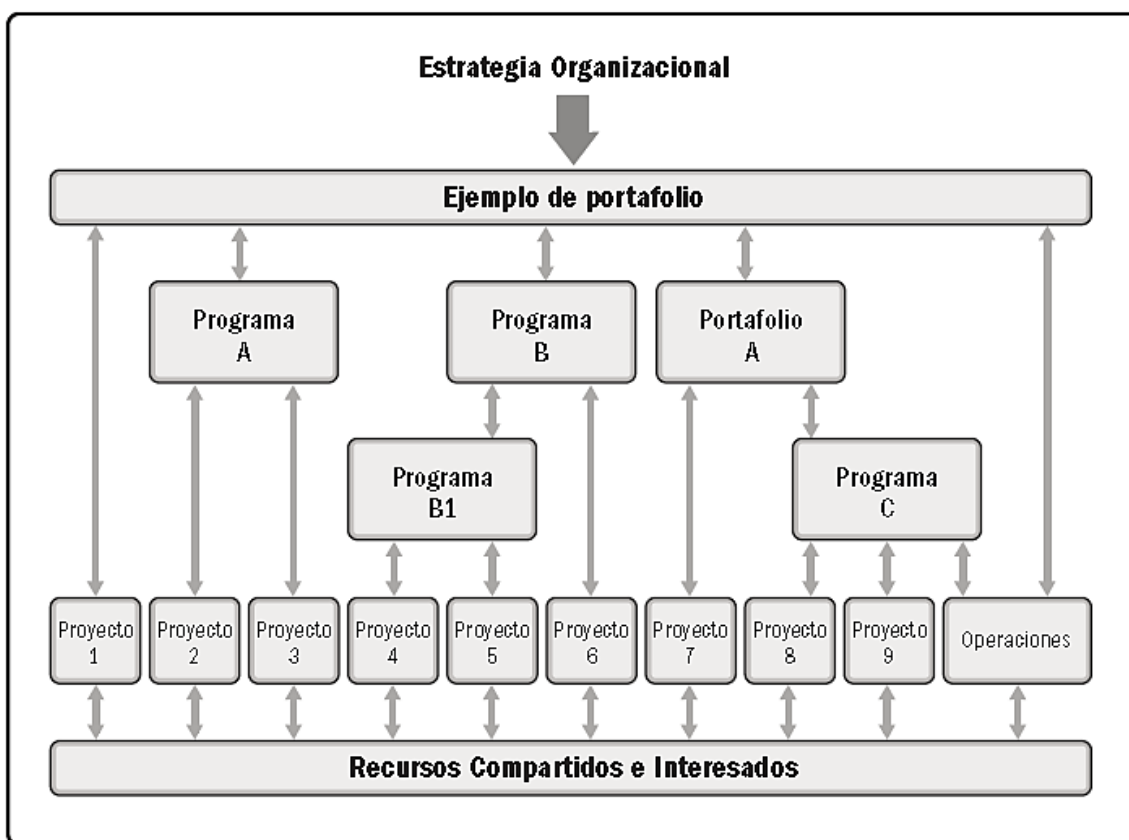 Estrategia Organizacional
Ejemplo de portafolio
Programa
A
Programa
B
Portafolio
A
Programa
B1
Programa
C
Proyecto
1
Proyecto
2
Proyecto
3
Proyecto
4
Proyecto
5
Proyecto
6
Proyecto
7
Proyecto
8
Proyecto
9
Operaciones
Recursos Compartidos e Interesados